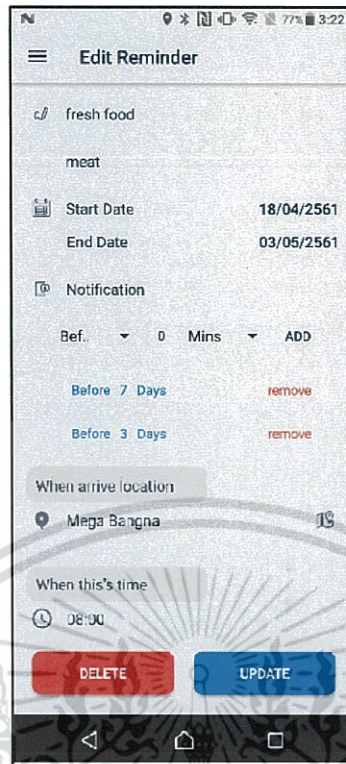 77% 3:22
Edit Reminder
fresh food
meat
Start Date 18/04/2561
End Date 03/05/2561
Notification
Bef.. 0 Mins ADD
Before 7 Days remove
Before 3 Days remove
When arrive location
Mega Bangna
When this's time
08:00
DELETE UPDATE